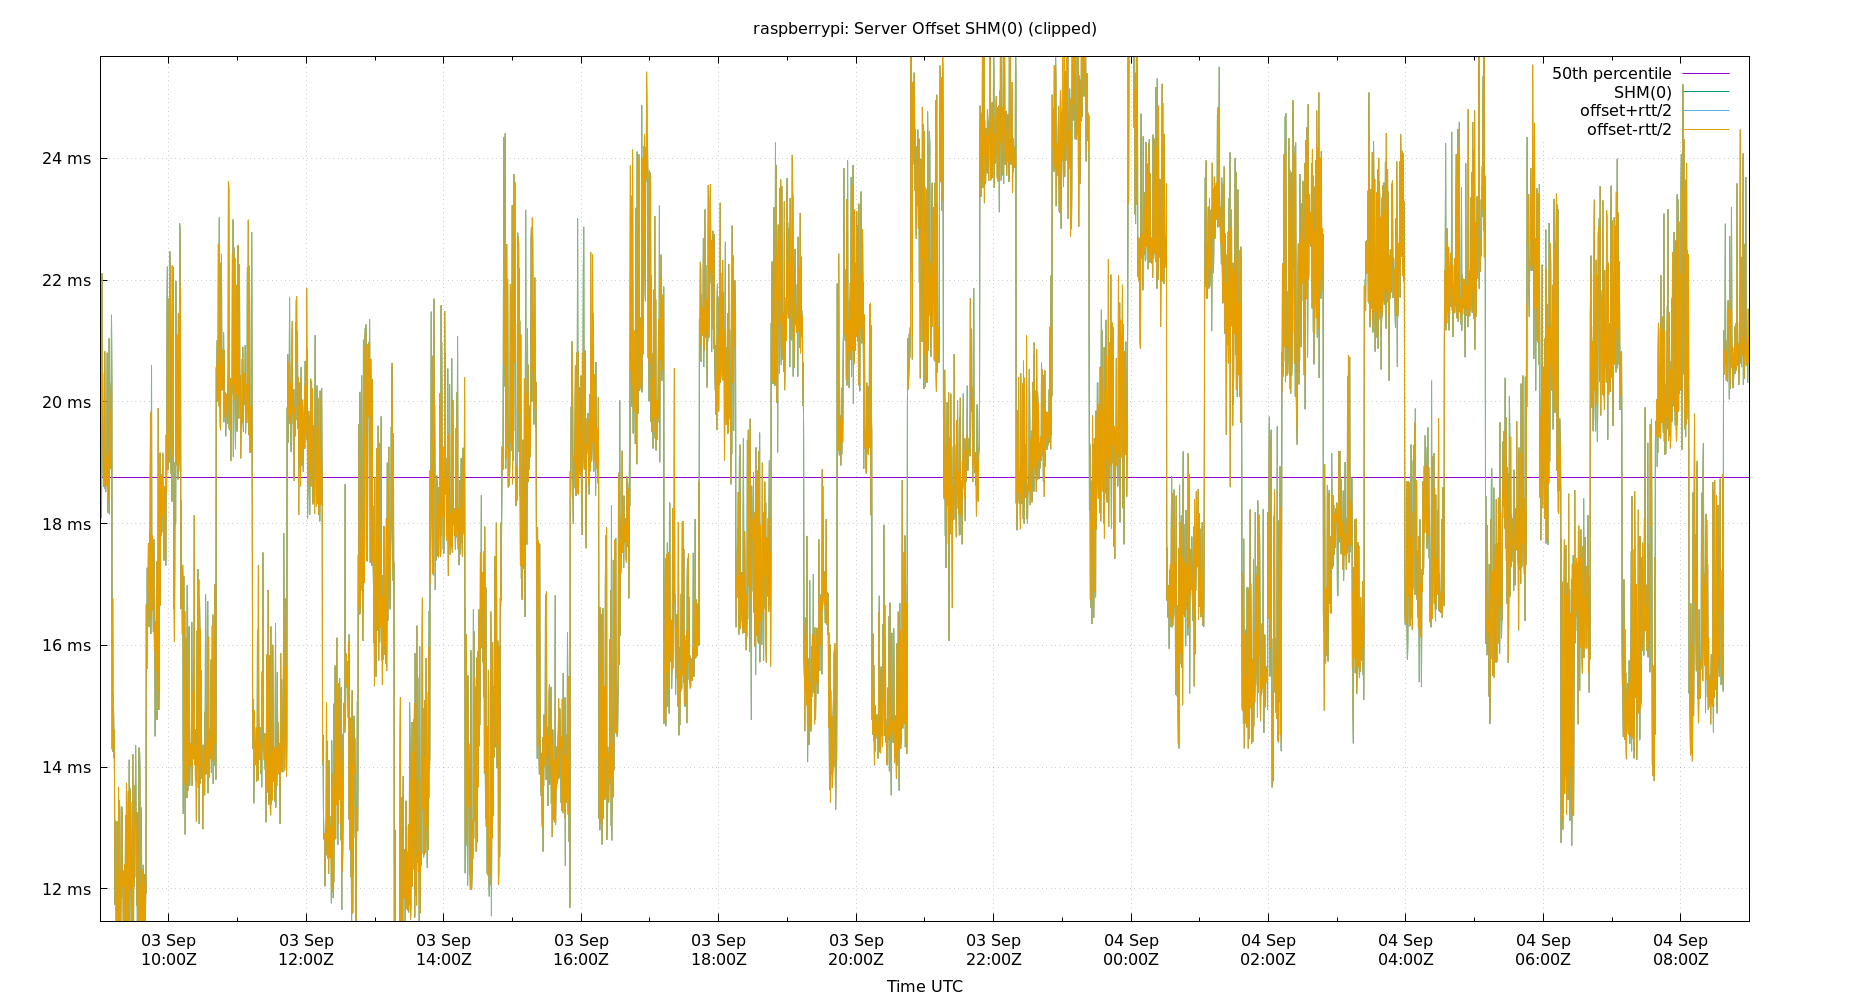 raspberrypi: Server Offset SHM(0) (clipped)
50th percentile
SHM(0)
offset+rtt/2
offset-rtt/2
24 ms
22 ms
20 ms
18 ms
16 ms
14 ms
12 ms
03 Sep 03 Sep 03 Sep 03 Sep 03 Sep 03 Sep 03 Sep 04 Sep 04 Sep 04 Sep 04 Sep 04 Sep
10:00Z 12:00Z 14:00Z 16:00Z 18:00Z 20:00Z 22:00Z 00:00Z 02:00Z 04:00Z 06:00Z 08:00Z
Time UTC